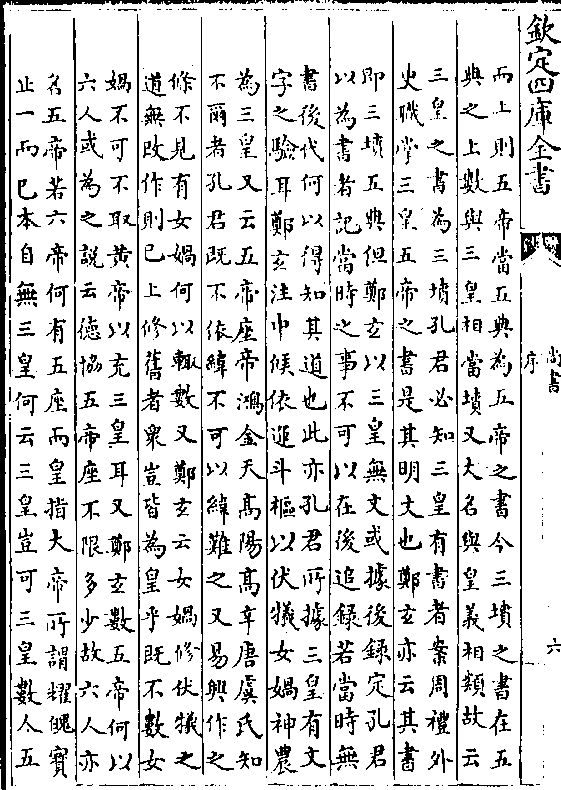 欽定四庫全書
尚書
序
六
而上則五帝當五典為五帝之書今三墳之書在五
典之上數與三皇相當墳又大名與皇義相類故云
三皇之書為三墳孔君必知三皇有書者案周禮外
史職掌三皇五帝之書是其明文也鄭玄亦云其書
即三墳五典但鄭玄以三皇無文或據後録定孔君
以為書者記當時之事不可以在後追録若當時無
書後代何以得知其道也此亦孔君所據三皇有文
字之驗耳鄭玄注中候依運斗樞以伏犧女媧神農
為三皇又云五帝座帝鴻金天高陽高辛唐虞氏知
不爾者孔君既不依緯不可以緯難之又易興作之
條不見有女媧何以輒數又鄭玄云女媧修伏犧之
道無改作則已上修舊者衆豈皆為皇乎既不數女
媧不可不取黄帝以充三皇耳又鄭玄數五帝何以
六人或為之説云德協五帝座不限多少故六人亦
名五帝若六帝何有五座而皇指大帝所謂耀魄寳
止一而已本自無三皇何云三皇豈可三皇數人五